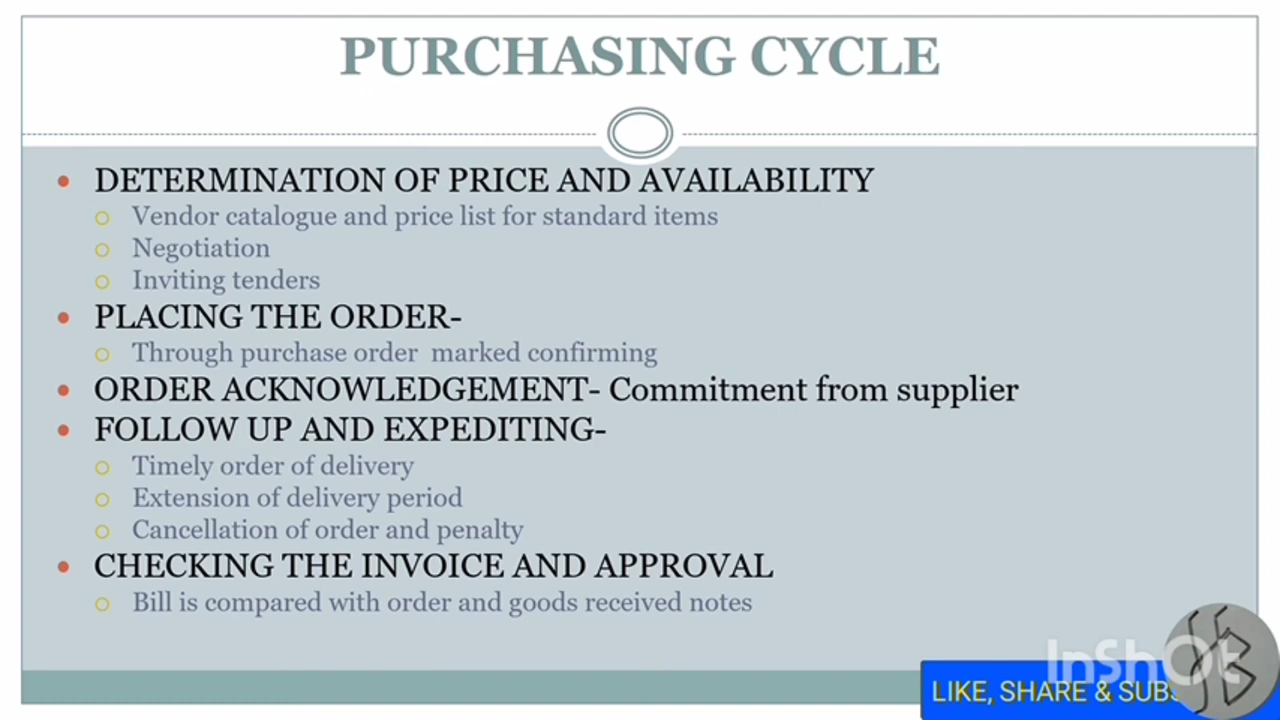 PURCHASING CYCLE
DETERMINATION OF PRICE AND AVAILABILITY
Vendor catalogue and price list for standard items
Negotiation
Inviting tenders
PLACING THE ORDER-
Through purchase order marked confirming
ORDER ACKNOWLEDGEMENT- Commitment from supplier
FOLLOW UP AND EXPEDITING-
Timely order of delivery
Extension of delivery period
Cancellation of order and penalty
CHECKING THE INVOICE AND APPROVAL
Bill is compared with order and goods received notes
InShOt
LIKE, SHARE & SUBS